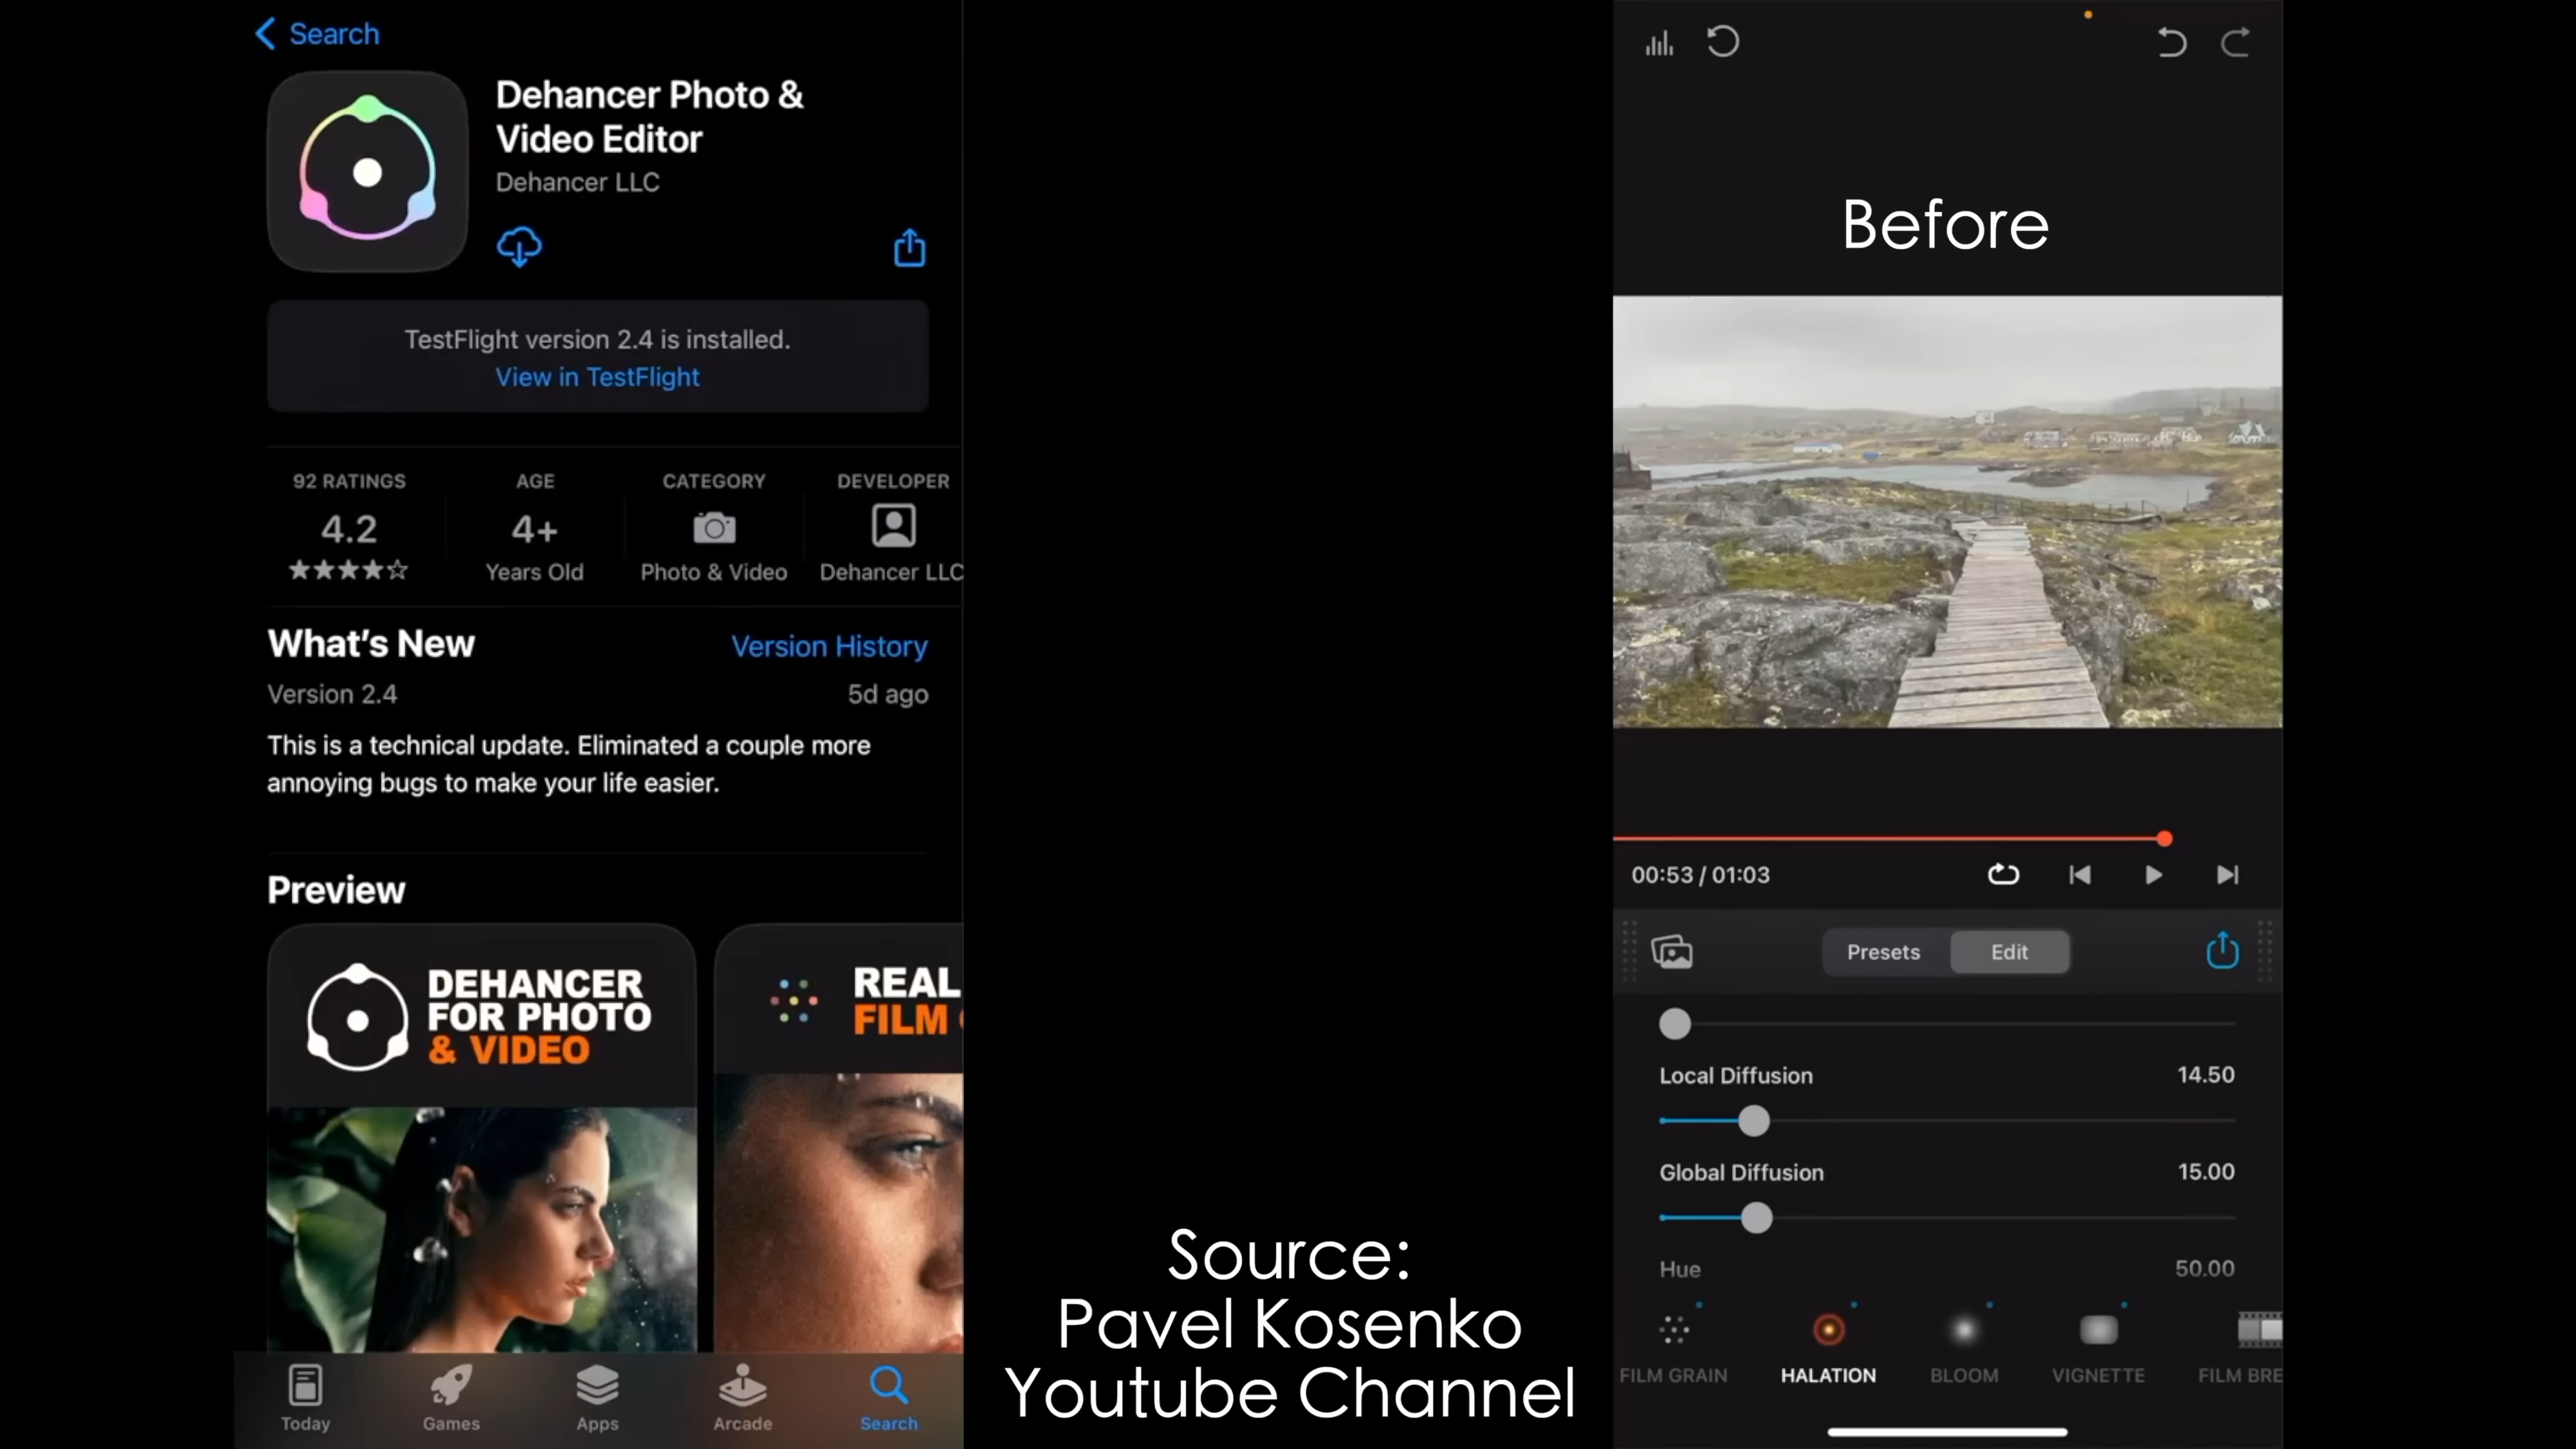 Search
Dehancer Photo &
Video Editor
Dehancer LLC
TestFlight version 2.4 is installed.
View in TestFlight
92 RATINGS
4.2
AGE
4+
Years Old
CATEGORY
Photo & Video
DEVELOPER
Dehancer LLC
What's New
Version History
Version 2.4
5d ago
This is a technical update. Eliminated a couple more
annoying bugs to make your life easier.
Preview
DEHANCER
FOR PHOTO
& VIDEO
REAL
FILM
Today
Games
Apps
Arcade
Search
Source:
Pavel Kosenko
Youtube Channel
Before
00:53 / 01:03
Presets
Edit
Local Diffusion
14.50
Global Diffusion
15.00
Hue
50.00
FILM GRAIN
HALATION
BLOOM
VIGNETTE
FILM BRE